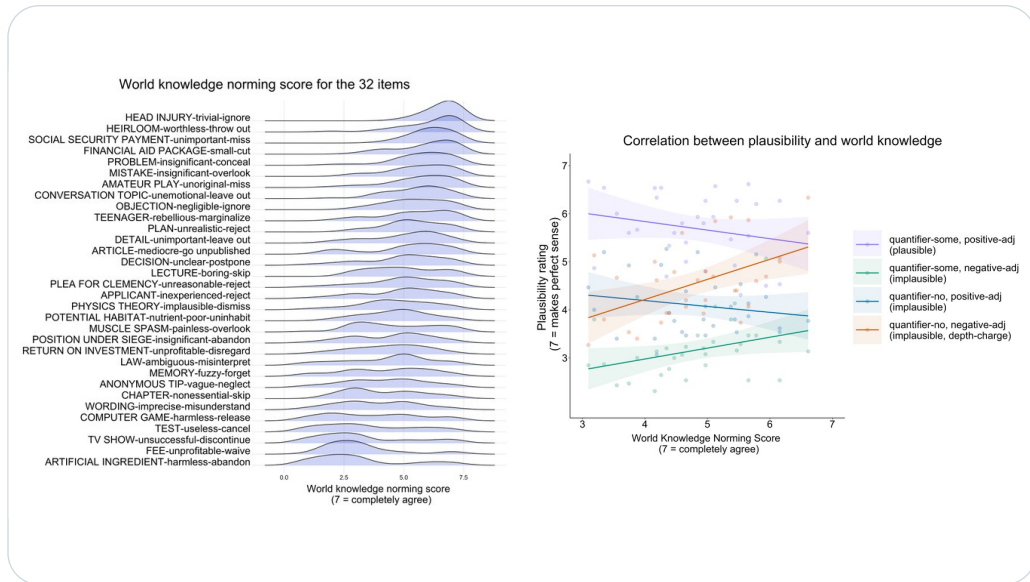 World knowledge norming score for the 32 items
HEAD INJURY-trivial-ignore
HEIRLOOM-worthless-throw out
SOCIAL SECURITY PAYMENT-unimportant-miss
FINANCIAL AID PACKAGE-small-cut
PROBLEM-insignificant-conceal
MISTAKE-insignificant-overlook
AMATEUR PLAY-unoriginal-miss
CONVERSATION TOPIC-unemotional-leave out
OBJECTION-negligible-ignore
TEENAGER-rebellious-marginalize
PLAN-unrealistic-reject
DETAIL-unimportant-leave out
ARTICLE-mediocre-go unpublished
DECISION-unclear-postpone
LECTURE-boring-skip
PLEA FOR CLEMENCY-unreasonable-reject
APPLICANT-inexperienced-reject
PHYSICS THEORY-implausible-dismiss
POTENTIAL HABITAT-nutrient-poor-uninhabit
MUSCLE SPASM-painless-overlook
POSITION UNDER SIEGE-insignificant-abandon
RETURN ON INVESTMENT-unprofitable-disregard
LAW-ambiguous-misinterpret
MEMORY-fuzzy-forget
ANONYMOUS TIP-vague-neglect
CHAPTER-nonessential-skip
WORDING-imprecise-misunderstand
COMPUTER GAME-harmless-release
TEST-useless-cancel
TV SHOW-unsuccessful-discontinue
FEE-unprofitable-waive
ARTIFICIAL INGREDIENT-harmless-abandon
0.0 2.5 5.0 7.5
World knowledge norming score
(7 = completely agree)
Correlation between plausibility and world knowledge
Plausibility rating
(7 = makes perfect sense)
7
6
5
4
3
3 4 5 6 7
World Knowledge Norming Score
(7 = completely agree)
quantifier-some, positive-adj
(plausible)
quantifier-some, negative-adj
(implausible)
quantifier-no, positive-adj
(implausible)
quantifier-no, negative-adj
(implausible, depth-charge)